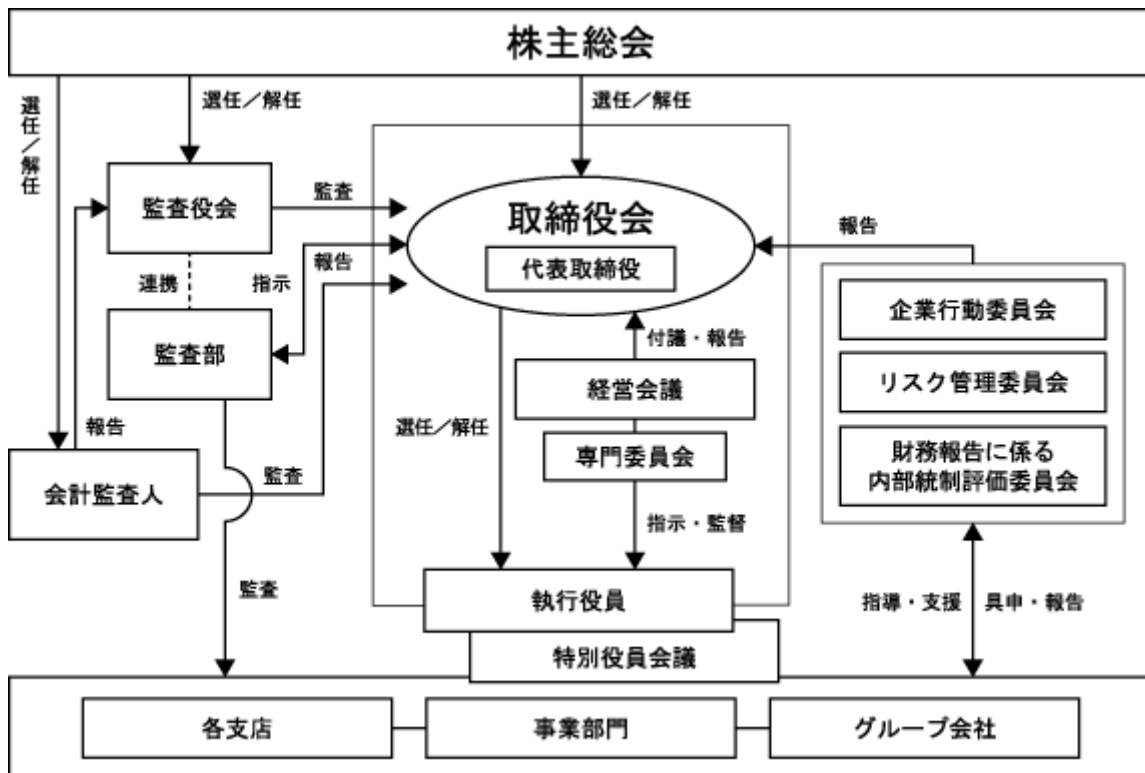 株主総会
選任／解任
選任／解任
選任／解任
監査役会
監査
取締役会
代表取締役
報告
連携
指示
報告
監査部
付議・報告
経営会議
専門委員会
選任／解任
指示・監督
報告
会計監査人
監査
監査
企業行動委員会
リスク管理委員会
財務報告に係る
内部統制評価委員会
執行役員
特別役員会議
指導・支援
具申・報告
各支店
事業部門
グループ会社